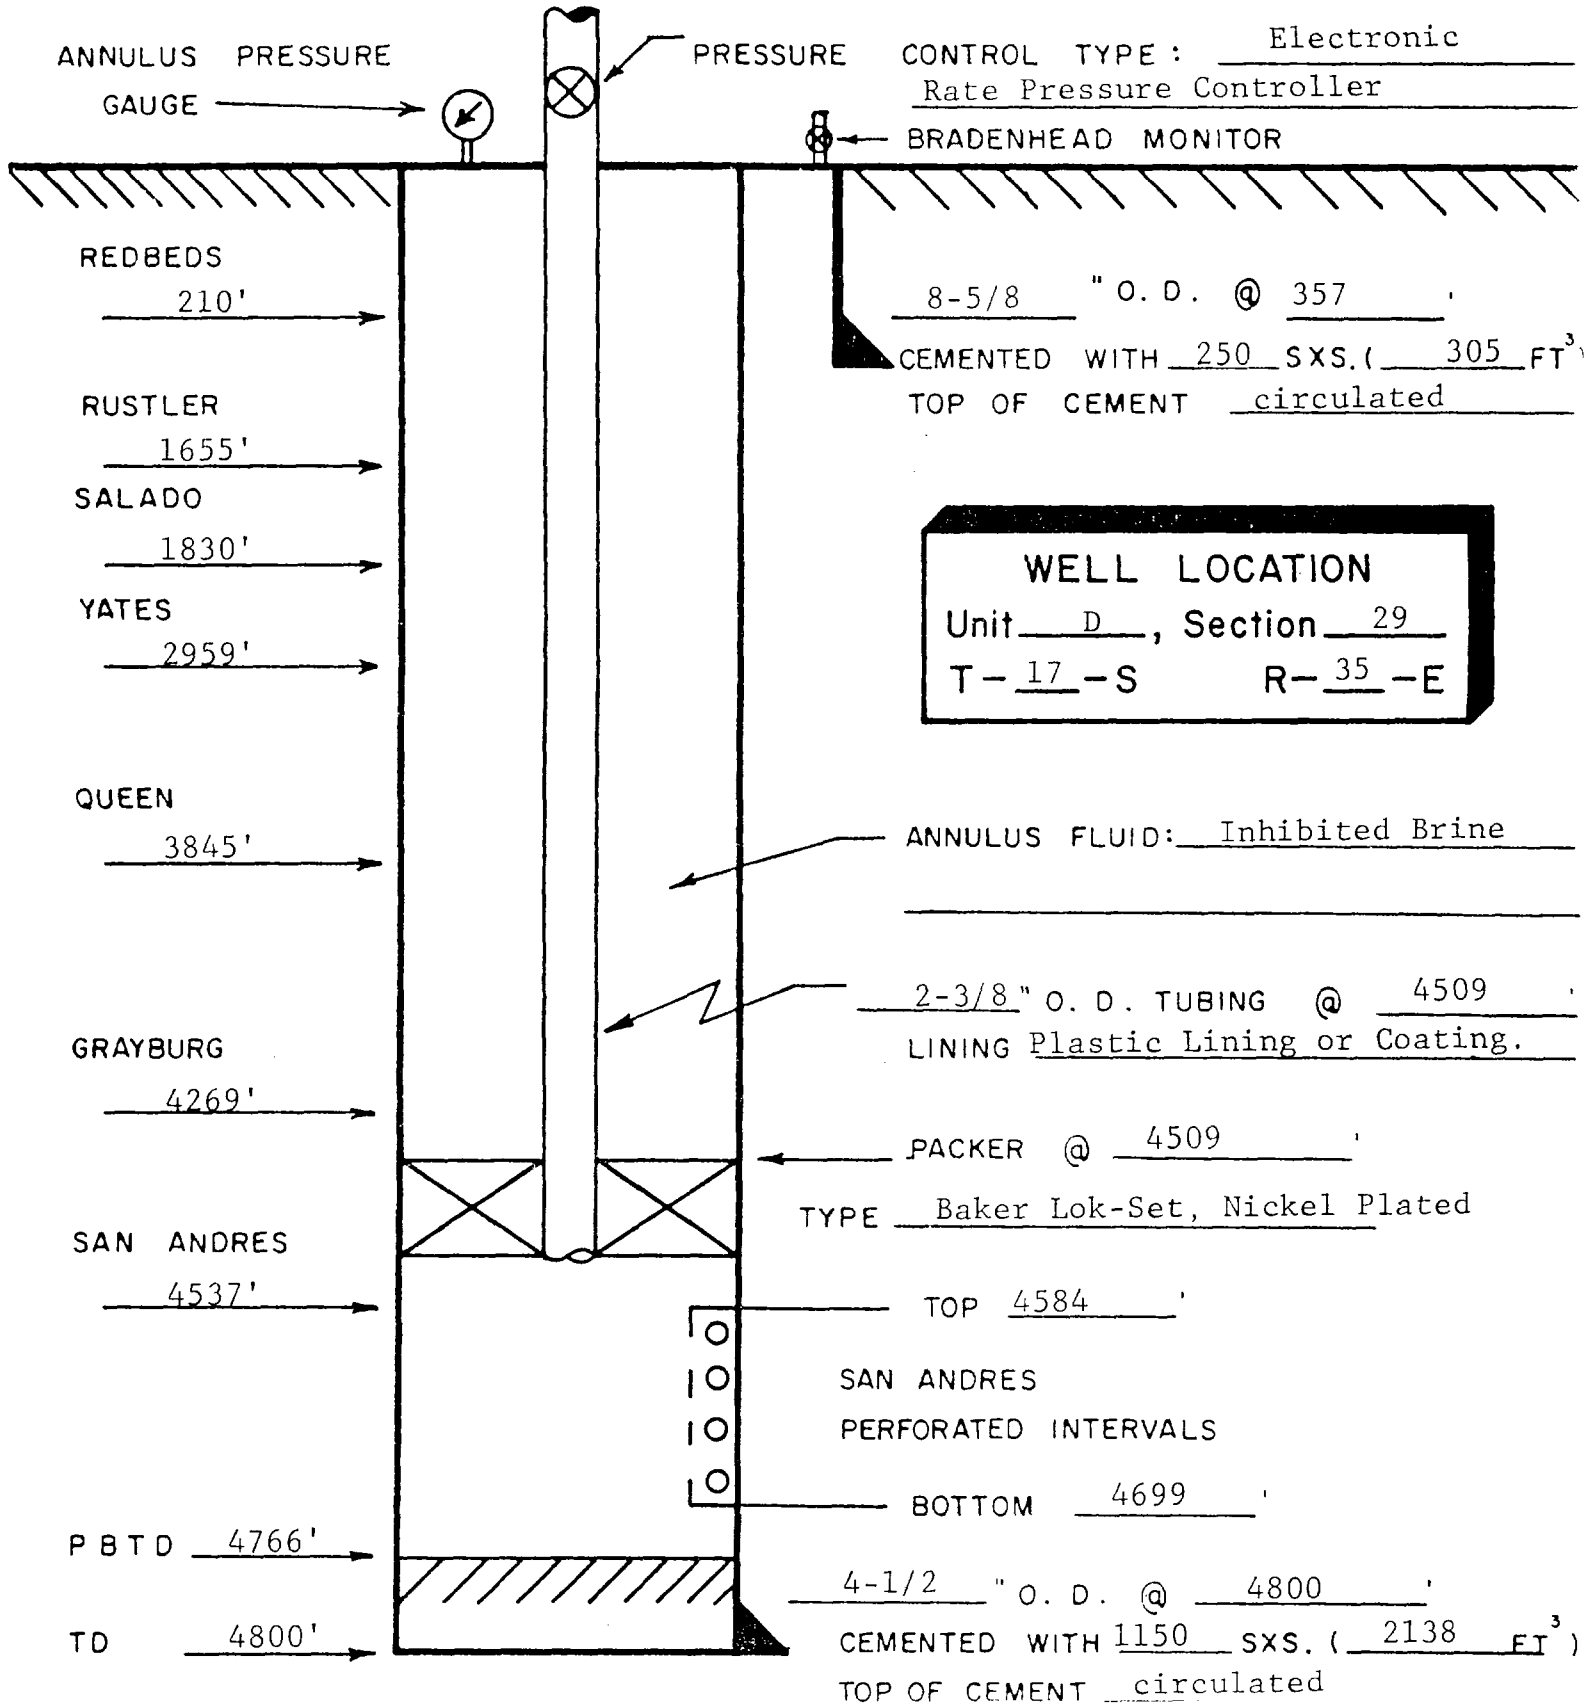 ANNULUS PRESSURE
GAUGE
PRESSURE CONTROL TYPE: Electronic
Rate Pressure Controller
BRADENHEAD MONITOR
REDBEDS
210'
8-5/8 " O.D. @ 357 '
CEMENTED WITH 250 SXS. ( 305 FT³)
TOP OF CEMENT circulated
RUSTLER
1655'
SALADO
1830'
YATES
2959'
WELL LOCATION
Unit D, Section 29
T-17-S R-35-E
QUEEN
3845'
ANNULUS FLUID: Inhibited Brine
2-3/8" O.D. TUBING @ 4509 '
LINING Plastic Lining or Coating.
GRAYBURG
4269'
PACKER @ 4509 '
TYPE Baker Lok-Set, Nickel Plated
SAN ANDRES
4537'
TOP 4584 '
SAN ANDRES
PERFORATED INTERVALS
BOTTOM 4699 '
PBTD 4766'
4-1/2 " O.D. @ 4800 '
TD 4800'
CEMENTED WITH 1150 SXS. ( 2138 FT³)
TOP OF CEMENT circulated